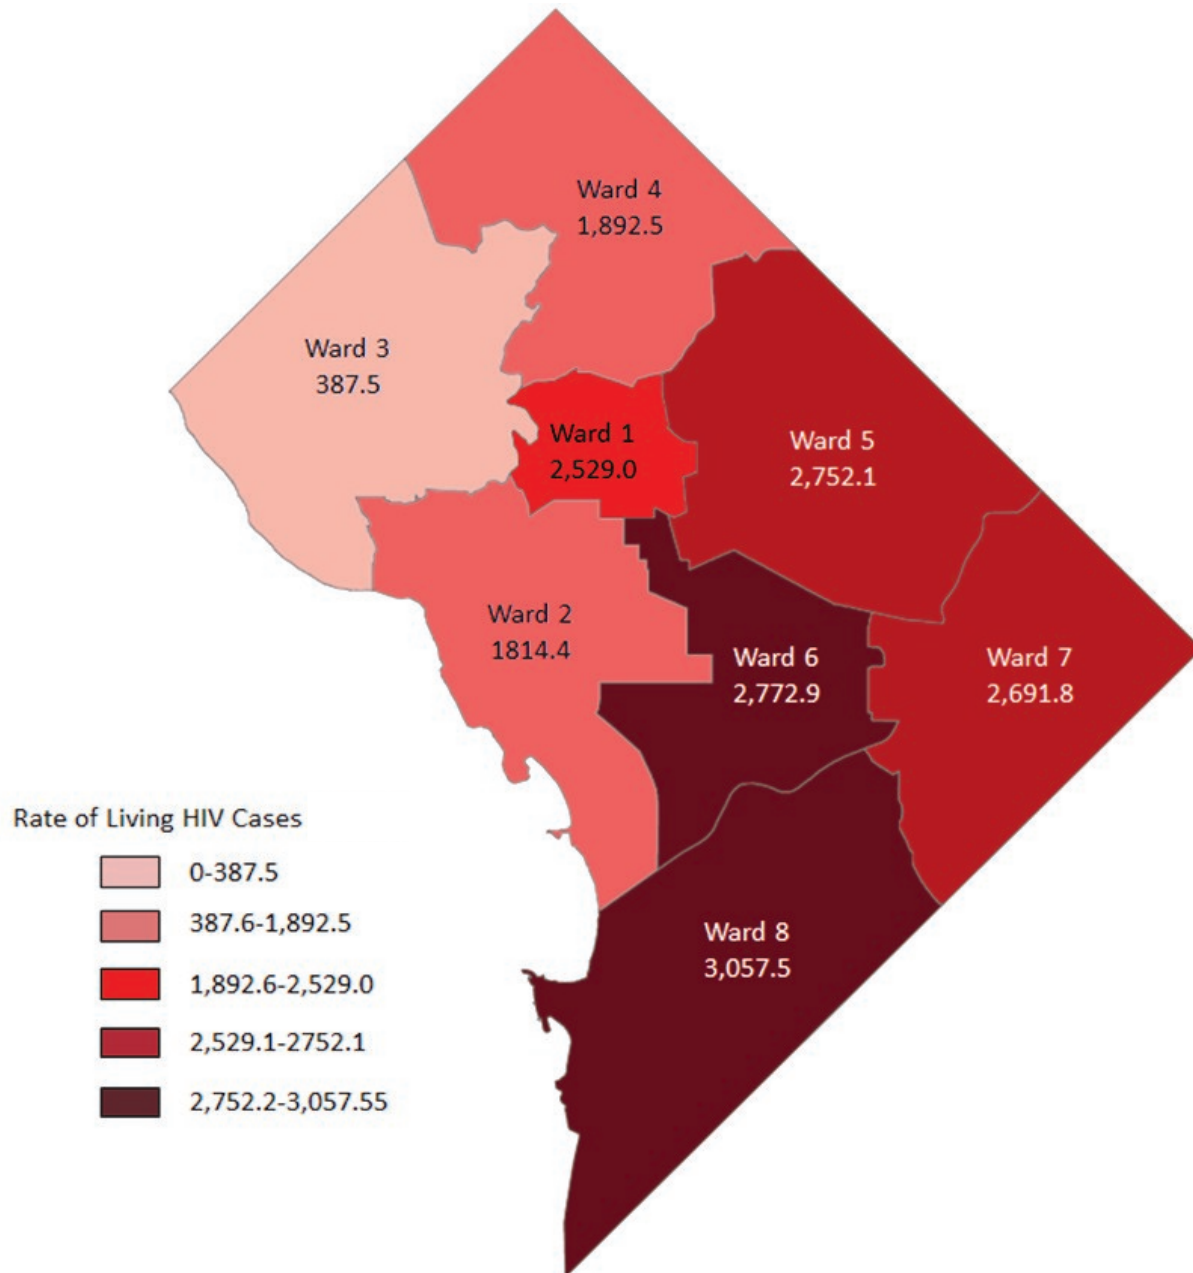 Ward 4
1,892.5
Ward 3
387.5
Ward 1
2,529.0
Ward 5
2,752.1
Ward 2
1814.4
Ward 6
2,772.9
Ward 7
2,691.8
Rate of Living HIV Cases
0-387.5
387.6-1,892.5
1,892.6-2,529.0
2,529.1-2752.1
2,752.2-3,057.55
Ward 8
3,057.5